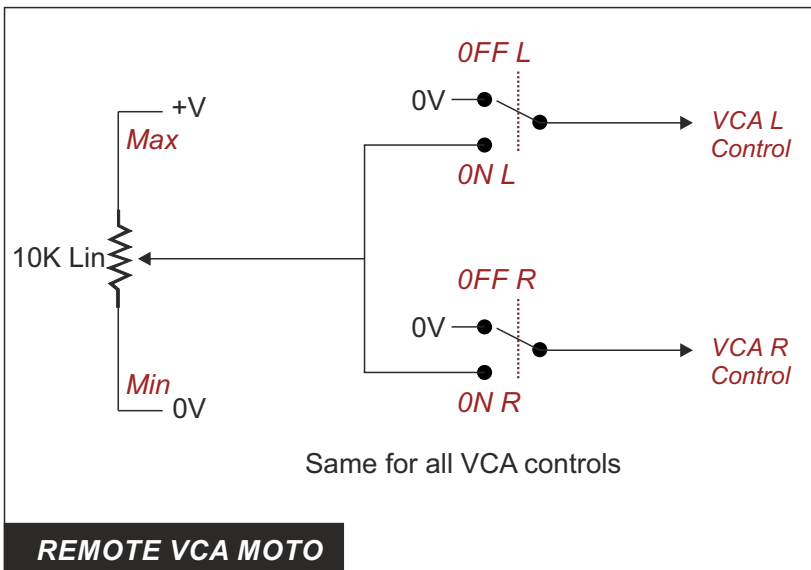 0FF L
+V
0V
Max
VCA L
Control
0N L
10K Lin
0FF R
0V
VCA R
Control
Min
0V
0N R
Same for all VCA controls
REMOTE VCA MOTO